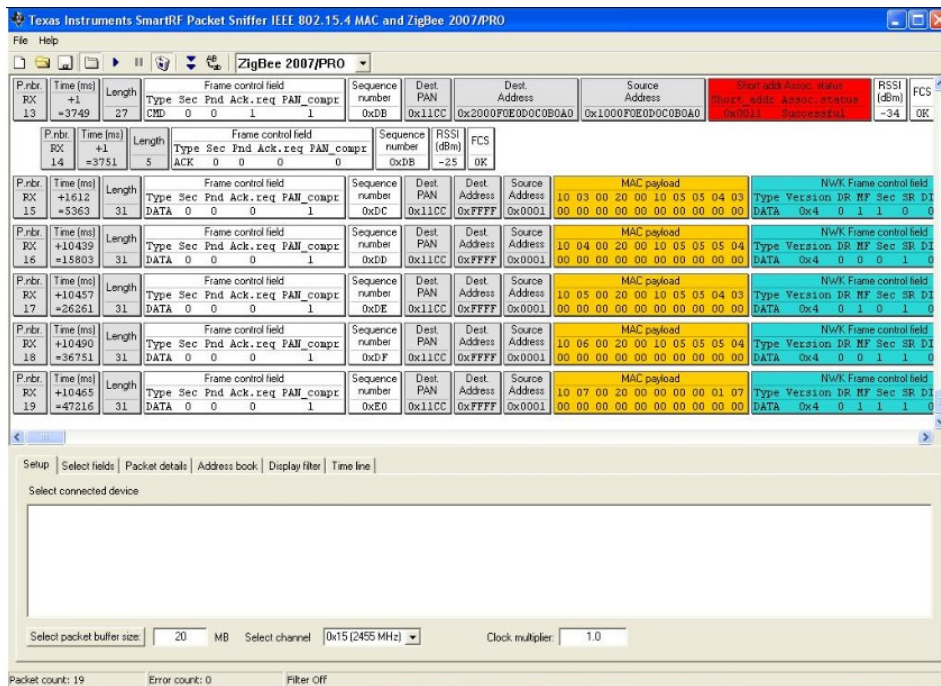 Texas Instruments SmartRF Packet Sniffer IEEE 802.15.4 MAC and ZigBee 2007/PRO
File Help
ZigBee 2007/PRO
P.nbr. Time (ms) Length Frame control field Sequence Dest. Dest. Source Short addr Assoc. status RSSI FCS
RX +1 Type Sec Pnd Ack.req PAN_compr number PAN Address Address Short_addr Assoc.status (dBm)
13 =3749 27 CMD 0 0 1 1 0xDB 0x11CC 0x2000F0E0D0C0B0A0 0x1000F0E0D0C0B0A0 0x0011 Successful -34 OK
P.nbr. Time (ms) Length Frame control field Sequence RSSI FCS
RX +1 Type Sec Pnd Ack.req PAN_compr number (dBm)
14 =3751 5 ACK 0 0 0 0 0xDB -25 OK
P.nbr. Time (ms) Length Frame control field Sequence Dest. Dest. Source MAC payload NWK Frame control field
RX +1612 Type Sec Pnd Ack.req PAN_compr number PAN Address Address 10 03 00 20 00 10 05 05 04 03 Type Version DR MF Sec SR DI
15 =5363 31 DATA 0 0 0 1 0xDC 0x11CC 0xFFFF 0x0001 00 00 00 00 00 00 00 00 00 00 DATA 0x4 0 1 1 0 0
P.nbr. Time (ms) Length Frame control field Sequence Dest. Dest. Source MAC payload NWK Frame control field
RX +10439 Type Sec Pnd Ack.req PAN_compr number PAN Address Address 10 04 00 20 00 10 05 05 05 04 Type Version DR MF Sec SR DI
16 =15803 31 DATA 0 0 0 1 0xDD 0x11CC 0xFFFF 0x0001 00 00 00 00 00 00 00 00 00 00 DATA 0x4 0 0 0 1 0
P.nbr. Time (ms) Length Frame control field Sequence Dest. Dest. Source MAC payload NWK Frame control field
RX +10457 Type Sec Pnd Ack.req PAN_compr number PAN Address Address 10 05 00 20 00 10 05 05 04 03 Type Version DR MF Sec SR DI
17 =26261 31 DATA 0 0 0 1 0xDE 0x11CC 0xFFFF 0x0001 00 00 00 00 00 00 00 00 00 00 DATA 0x4 0 1 0 1 0
P.nbr. Time (ms) Length Frame control field Sequence Dest. Dest. Source MAC payload NWK Frame control field
RX +10490 Type Sec Pnd Ack.req PAN_compr number PAN Address Address 10 06 00 20 00 10 05 05 05 04 Type Version DR MF Sec SR DI
18 =36751 31 DATA 0 0 0 1 0xDF 0x11CC 0xFFFF 0x0001 00 00 00 00 00 00 00 00 00 00 DATA 0x4 0 0 1 1 0
P.nbr. Time (ms) Length Frame control field Sequence Dest. Dest. Source MAC payload NWK Frame control field
RX +10465 Type Sec Pnd Ack.req PAN_compr number PAN Address Address 10 07 00 20 00 00 00 00 01 07 Type Version DR MF Sec SR DI
19 =47216 31 DATA 0 0 0 1 0xE0 0x11CC 0xFFFF 0x0001 00 00 00 00 00 00 00 00 00 00 DATA 0x4 0 1 1 1 0
Setup Select fields Packet details Address book Display filter Time line
Select connected device
Select packet buffer size: 20 MB Select channel 0x15 (2455 MHz) Clock multiplier: 1.0
Packet count: 19 Error count: 0 Filter Off